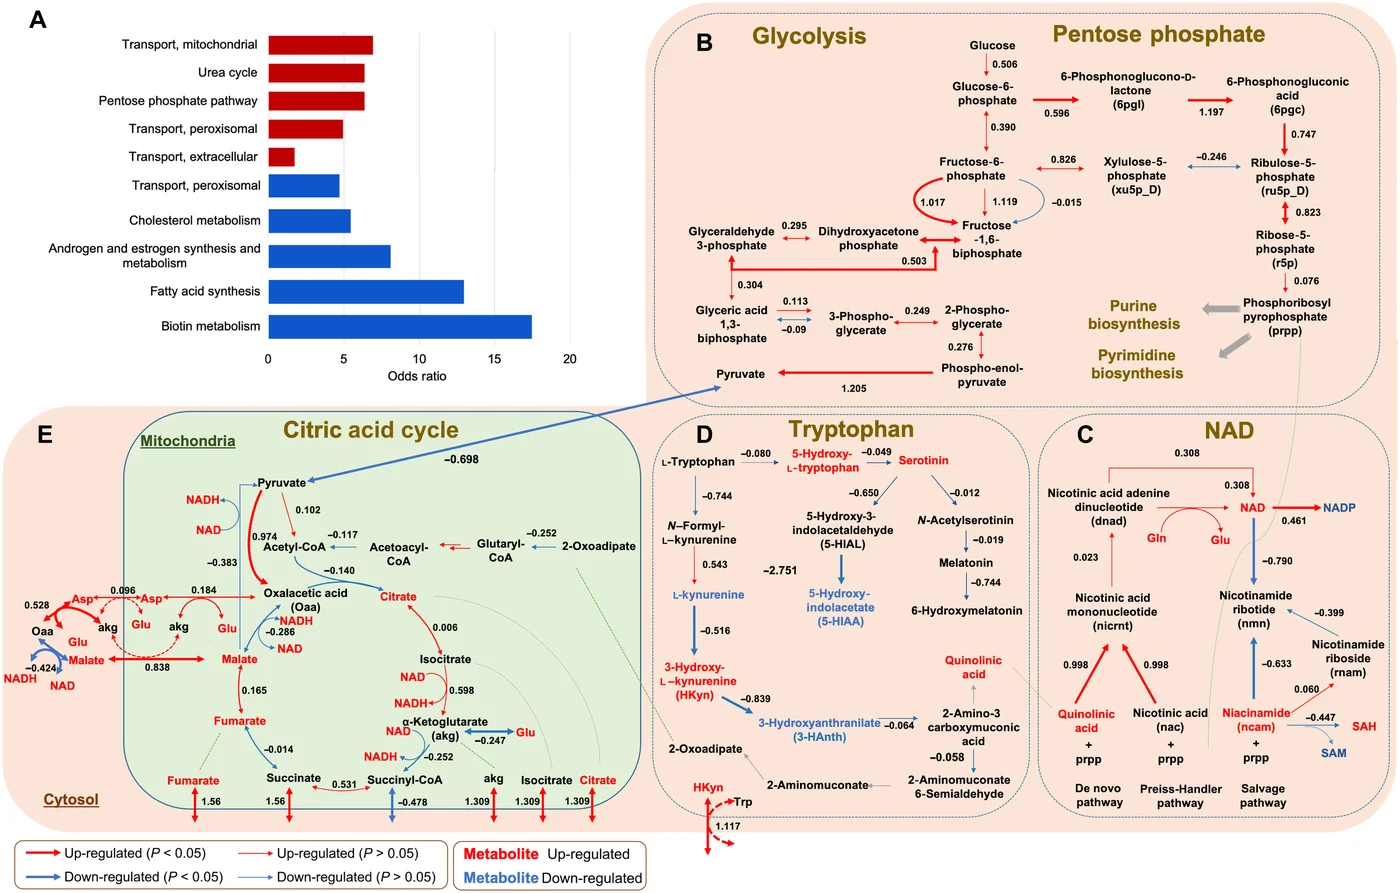 A
Transport, mitochondrial
Urea cycle
Pentose phosphate pathway
Transport, peroxisomal
Transport, extracellular
Transport, peroxisomal
Cholesterol metabolism
Androgen and estrogen synthesis and
metabolism
Fatty acid synthesis
Biotin metabolism
0 5 10 15 20
Odds ratio
B
Glycolysis
Pentose phosphate
Glucose
0.506
Glucose-6-
phosphate
0.596
6-Phosphonoglucono-D-
lactone
(6pgl)
1.197
6-Phosphonogluconic
acid
(6pgc)
0.747
0.390
Fructose-6-
phosphate
0.826
Xylulose-5-
phosphate
(xu5p_D)
−0.246
Ribulose-5-
phosphate
(ru5p_D)
0.823
1.017
1.119
−0.015
Ribose-5-
phosphate
(r5p)
0.076
Glyceraldehyde
3-phosphate
0.295
Dihydroxyacetone
phosphate
Fructose
-1,6-
biphosphate
0.503
0.304
Glyceric acid
1,3-
biphosphate
0.113
−0.09
3-Phospho-
glycerate
0.249
2-Phospho-
glycerate
0.276
Phospho-enol-
pyruvate
1.205
Pyruvate
Purine
biosynthesis
Phosphoribosyl
pyrophosphate
(prpp)
Pyrimidine
biosynthesis
E
Mitochondria
Citric acid cycle
−0.698
Pyruvate
NADH
NAD
0.102
0.974
−0.383
Acetyl-CoA
−0.117
Acetoacyl-
CoA
Glutaryl-
CoA
−0.252
2-Oxoadipate
−0.140
Oxalacetic acid
(Oaa)
Citrate
0.528
Asp
0.096
Asp
0.184
Oaa
akg
Glu
akg
Glu
Glu
NADH
−0.286
NAD
0.006
Malate
0.838
Malate
−0.424
NADH
NAD
0.165
Isocitrate
NAD
0.598
NADH
Fumarate
α-Ketoglutarate
(akg)
NAD
−0.247
Glu
−0.014
NADH
−0.252
Fumarate
Succinate
0.531
Succinyl-CoA
akg
Isocitrate
Citrate
Cytosol
1.56
1.56
−0.478
1.309
1.309
1.309
D
Tryptophan
L-Tryptophan
−0.080
5-Hydroxy-
L-tryptophan
−0.049
Serotinin
−0.744
−0.650
−0.012
N–Formyl-
L–kynurenine
5-Hydroxy-3-
indolacetaldehyde
(5-HIAL)
N-Acetylserotinin
−0.019
0.543
−2.751
Melatonin
−0.744
L-kynurenine
5-Hydroxy-
indolacetate
(5-HIAA)
6-Hydroxymelatonin
−0.516
3-Hydroxy-
L –kynurenine
(HKyn)
Quinolinic
acid
−0.839
3-Hydroxyanthranilate
(3-HAnth)
−0.064
2-Amino-3
carboxymuconic
acid
−0.058
2-Oxoadipate
2-Aminomuconate
2-Aminomuconate
6-Semialdehyde
HKyn
Trp
1.117
C
NAD
0.308
Nicotinic acid adenine
dinucleotide
(dnad)
0.308
NAD
0.461
NADP
Gln
Glu
0.023
−0.790
Nicotinic acid
mononucleotide
(nicrnt)
Nicotinamide
ribotide
(nmn)
−0.399
Nicotinamide
riboside
(rnam)
0.998
0.998
−0.633
0.060
Quinolinic
acid
+
prpp
Nicotinic acid
(nac)
+
prpp
Niacinamide
(ncam)
+
prpp
−0.447
SAH
SAM
De novo
pathway
Preiss-Handler
pathway
Salvage
pathway
Up-regulated (P < 0.05)
Up-regulated (P > 0.05)
Down-regulated (P < 0.05)
Down-regulated (P > 0.05)
Metabolite Up-regulated
Metabolite Down-regulated